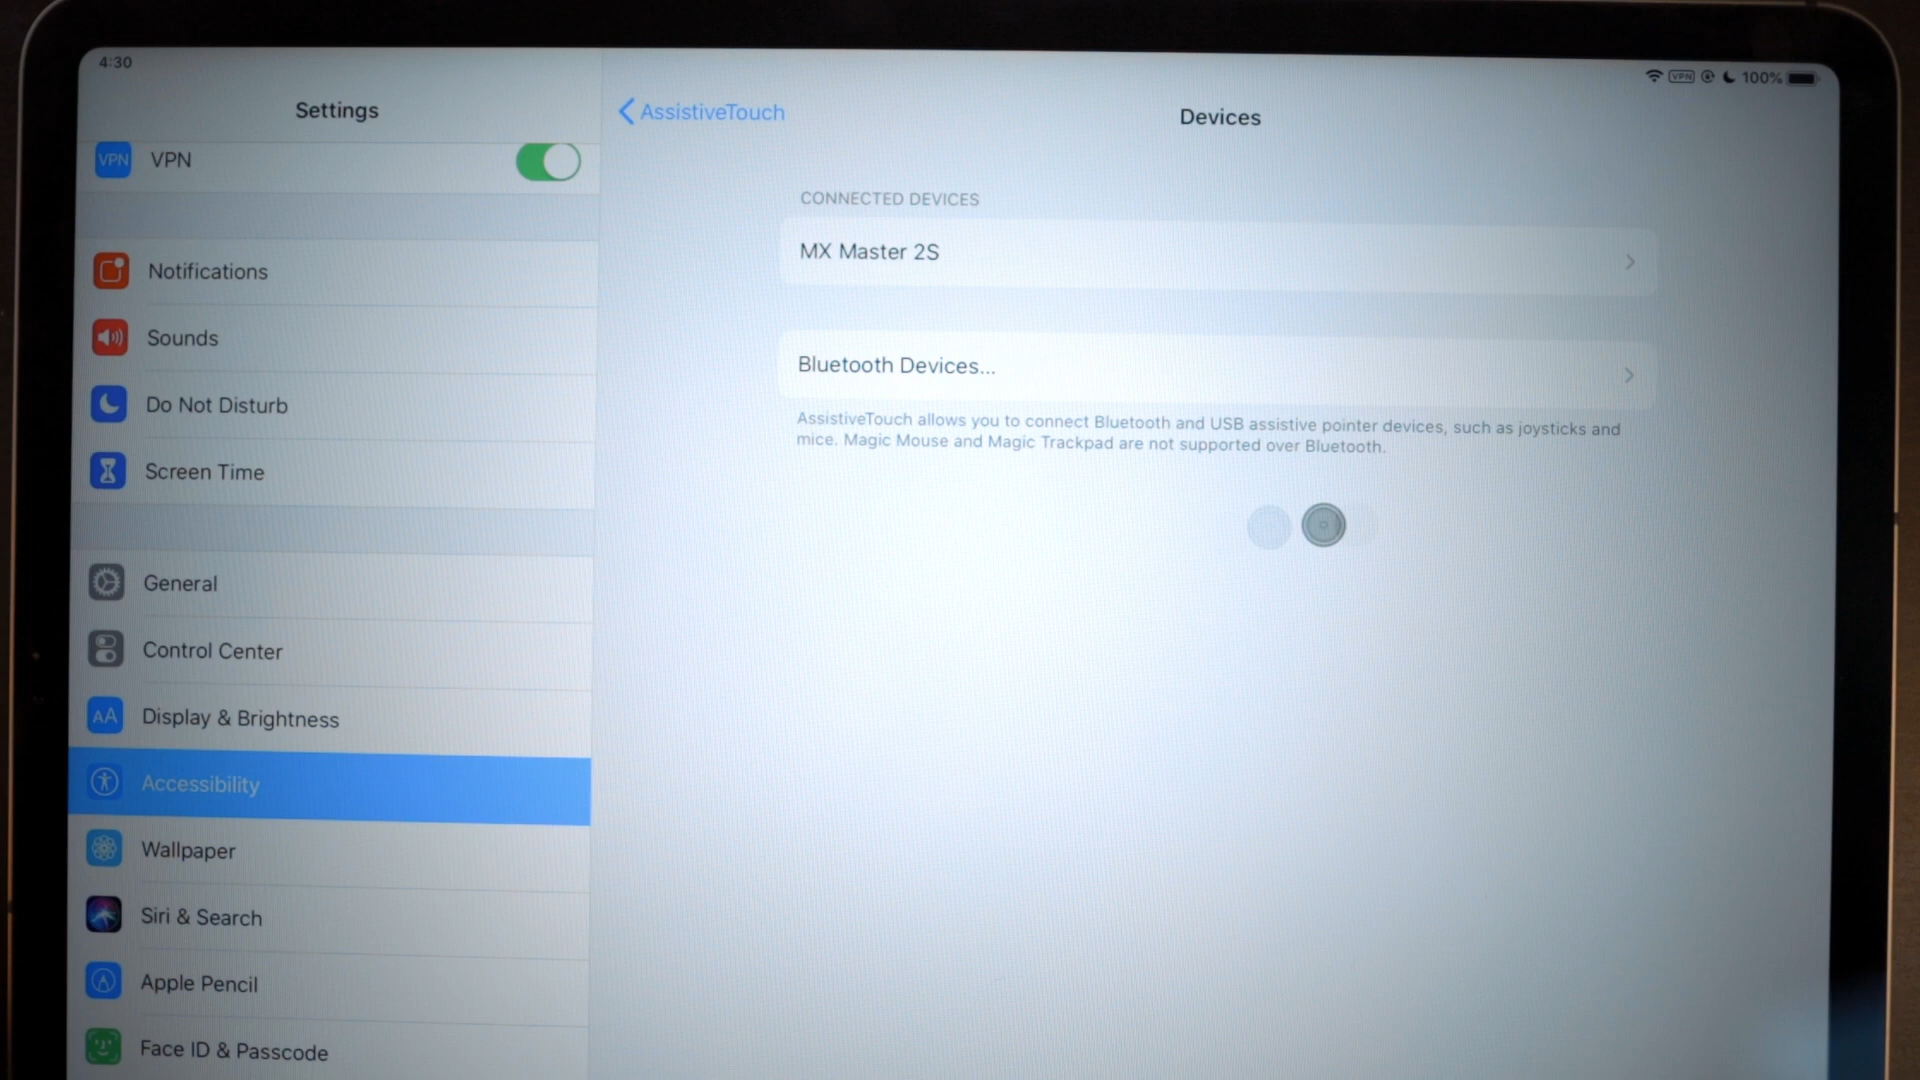 4:30
VPN 100%
Settings
VPN VPN
Notifications
Sounds
Do Not Disturb
Screen Time
General
Control Center
AA Display & Brightness
Accessibility
Wallpaper
Siri & Search
Apple Pencil
Face ID & Passcode
AssistiveTouch
Devices
CONNECTED DEVICES
MX Master 2S
Bluetooth Devices...
AssistiveTouch allows you to connect Bluetooth and USB assistive pointer devices, such as joysticks and
mice. Magic Mouse and Magic Trackpad are not supported over Bluetooth.